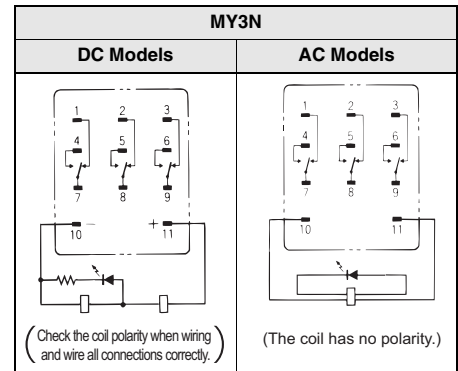 MY3N
DC Models
AC Models
1 2 3
4 5 6
7 8 9
10 − + 11
(Check the coil polarity when wiring
and wire all connections correctly.)
1 2 3
4 5 6
7 8 9
10 11
(The coil has no polarity.)